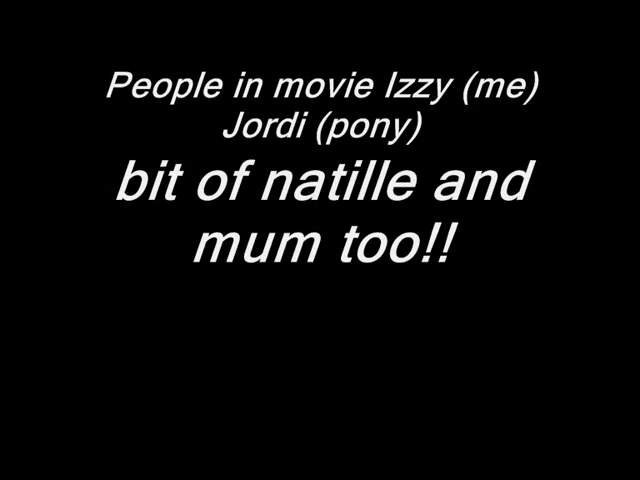 People in movie Izzy (me)
Jordi (pony)
bit of natille and
mum too!!